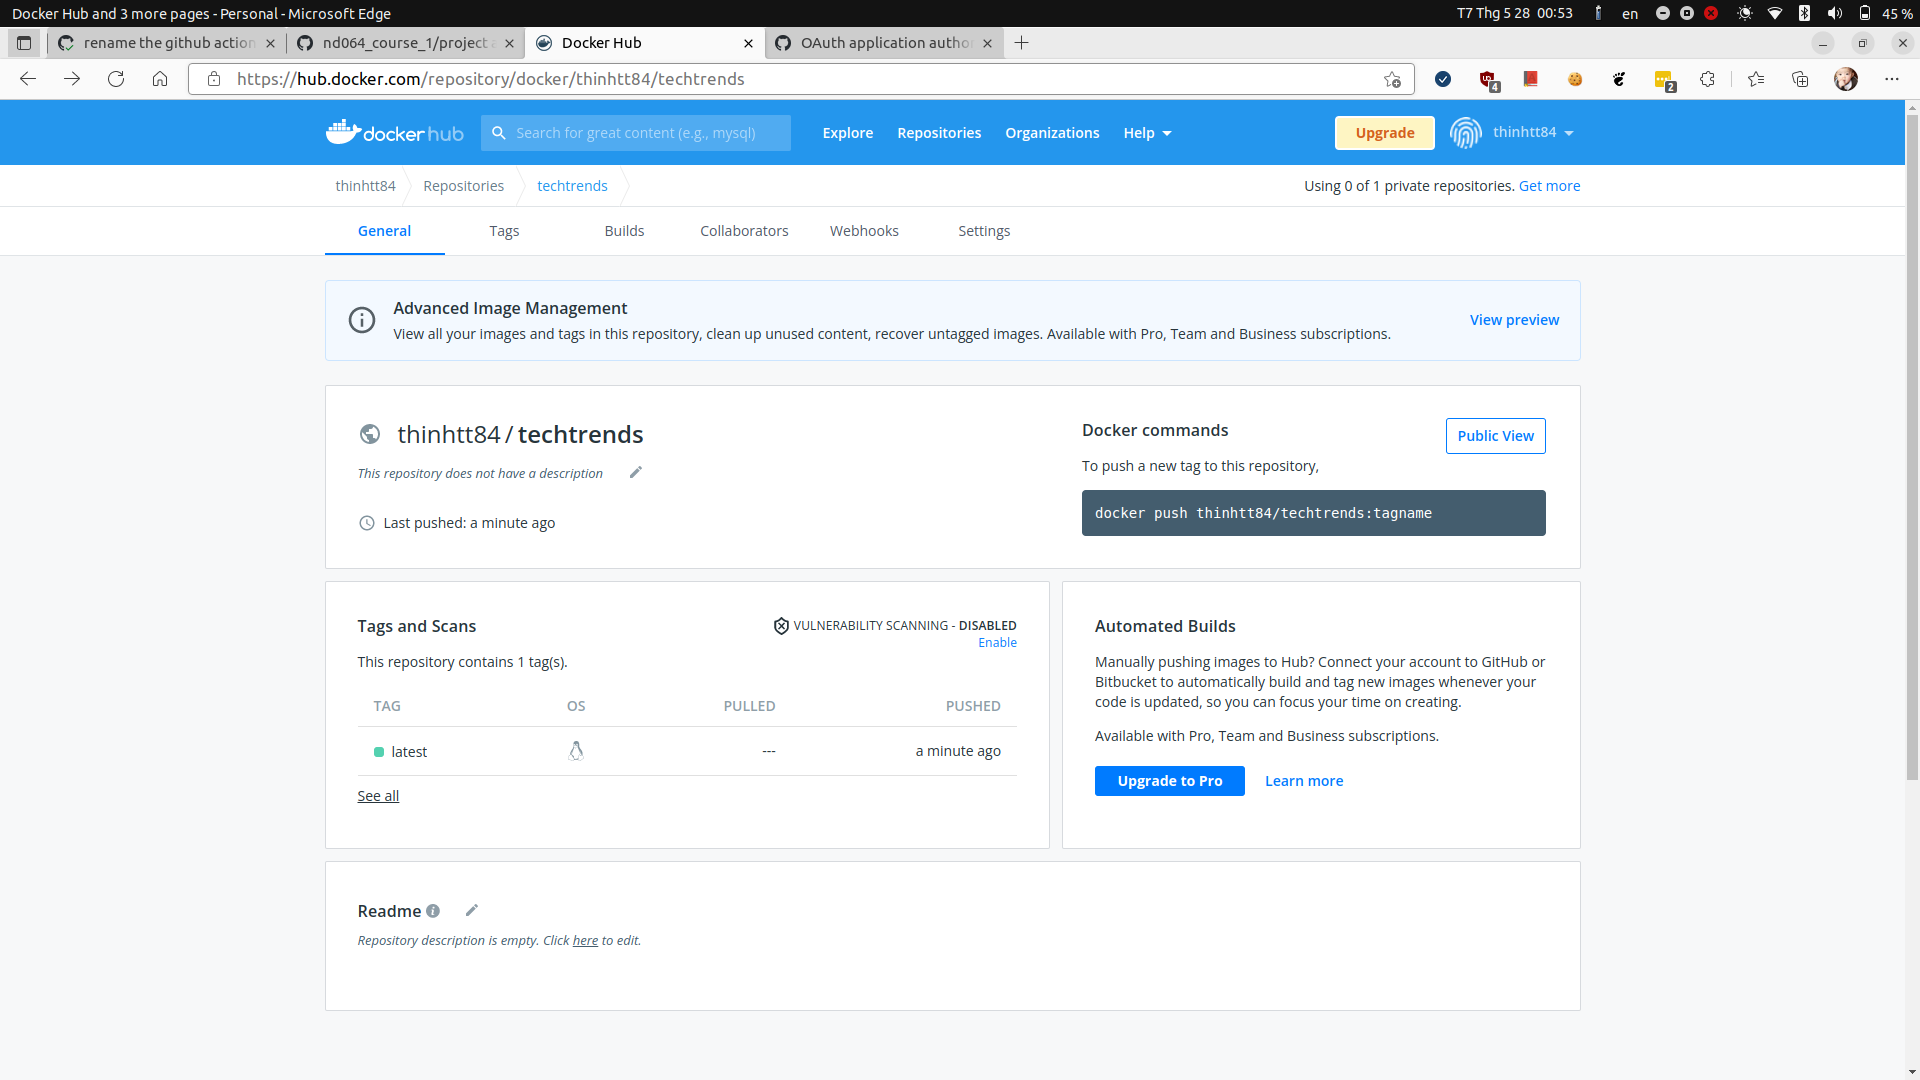 Docker Hub and 3 more pages - Personal - Microsoft Edge
T7 Thg 5 28 00:53
en
45 %
rename the github action
nd064_course_1/project a
Docker Hub
OAuth application autho
https://hub.docker.com/repository/docker/thinhtt84/techtrends
4
2
docker hub
Search for great content (e.g., mysql)
Explore
Repositories
Organizations
Help
Upgrade
thinhtt84
thinhtt84
Repositories
techtrends
Using 0 of 1 private repositories. Get more
General
Tags
Builds
Collaborators
Webhooks
Settings
Advanced Image Management
View all your images and tags in this repository, clean up unused content, recover untagged images. Available with Pro, Team and Business subscriptions.
View preview
thinhtt84 / techtrends
This repository does not have a description
Last pushed: a minute ago
Docker commands
Public View
To push a new tag to this repository,
docker push thinhtt84/techtrends:tagname
Tags and Scans
VULNERABILITY SCANNING - DISABLED
Enable
This repository contains 1 tag(s).
TAG
OS
PULLED
PUSHED
latest
---
a minute ago
See all
Automated Builds
Manually pushing images to Hub? Connect your account to GitHub or
Bitbucket to automatically build and tag new images whenever your
code is updated, so you can focus your time on creating.
Available with Pro, Team and Business subscriptions.
Upgrade to Pro
Learn more
Readme
Repository description is empty. Click here to edit.